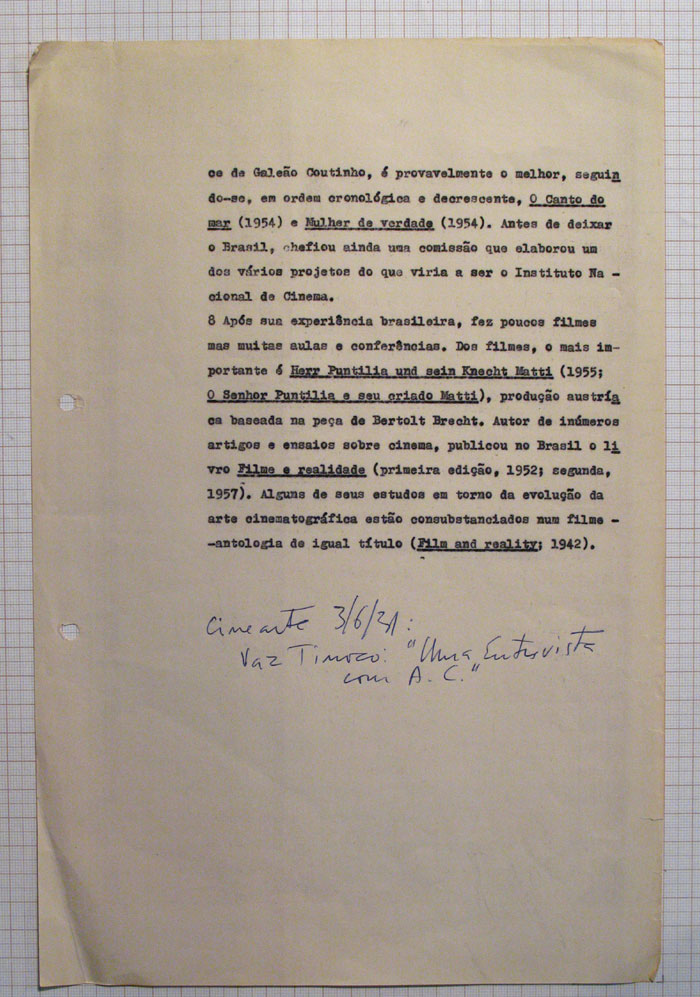 ce de Galeão Coutinho, é provavelmente o melhor, seguin
do-se, em ordem cronológica e decrescente, O Canto do
mar (1954) e Mulher de verdade (1954). Antes de deixar
o Brasil, chefiou ainda uma comissão que elaborou um
dos vários projetos do que viria a ser o Instituto Na -
cional de Cinema.
8 Após sua experiência brasileira, fez poucos filmes
mas muitas aulas e conferências. Dos filmes, o mais im-
portante é Herr Puntilia und sein Knecht Matti (1955;
O Senhor Puntilia e seu criado Matti), produção austría
ca baseada na peça de Bertolt Brecht. Autor de inúmeros
artigos e ensaios sobre cinema, publicou no Brasil o li
vro Filme e realidade (primeira edição, 1952; segunda,
1957). Alguns de seus estudos em torno da evolução da
arte cinematográfica estão consubstanciados num filme -
-antologia de igual título (Film and reality; 1942).
Cinearte 3/6/31:
Vaz Tinoco: "Uma Entrevista
com A. C."